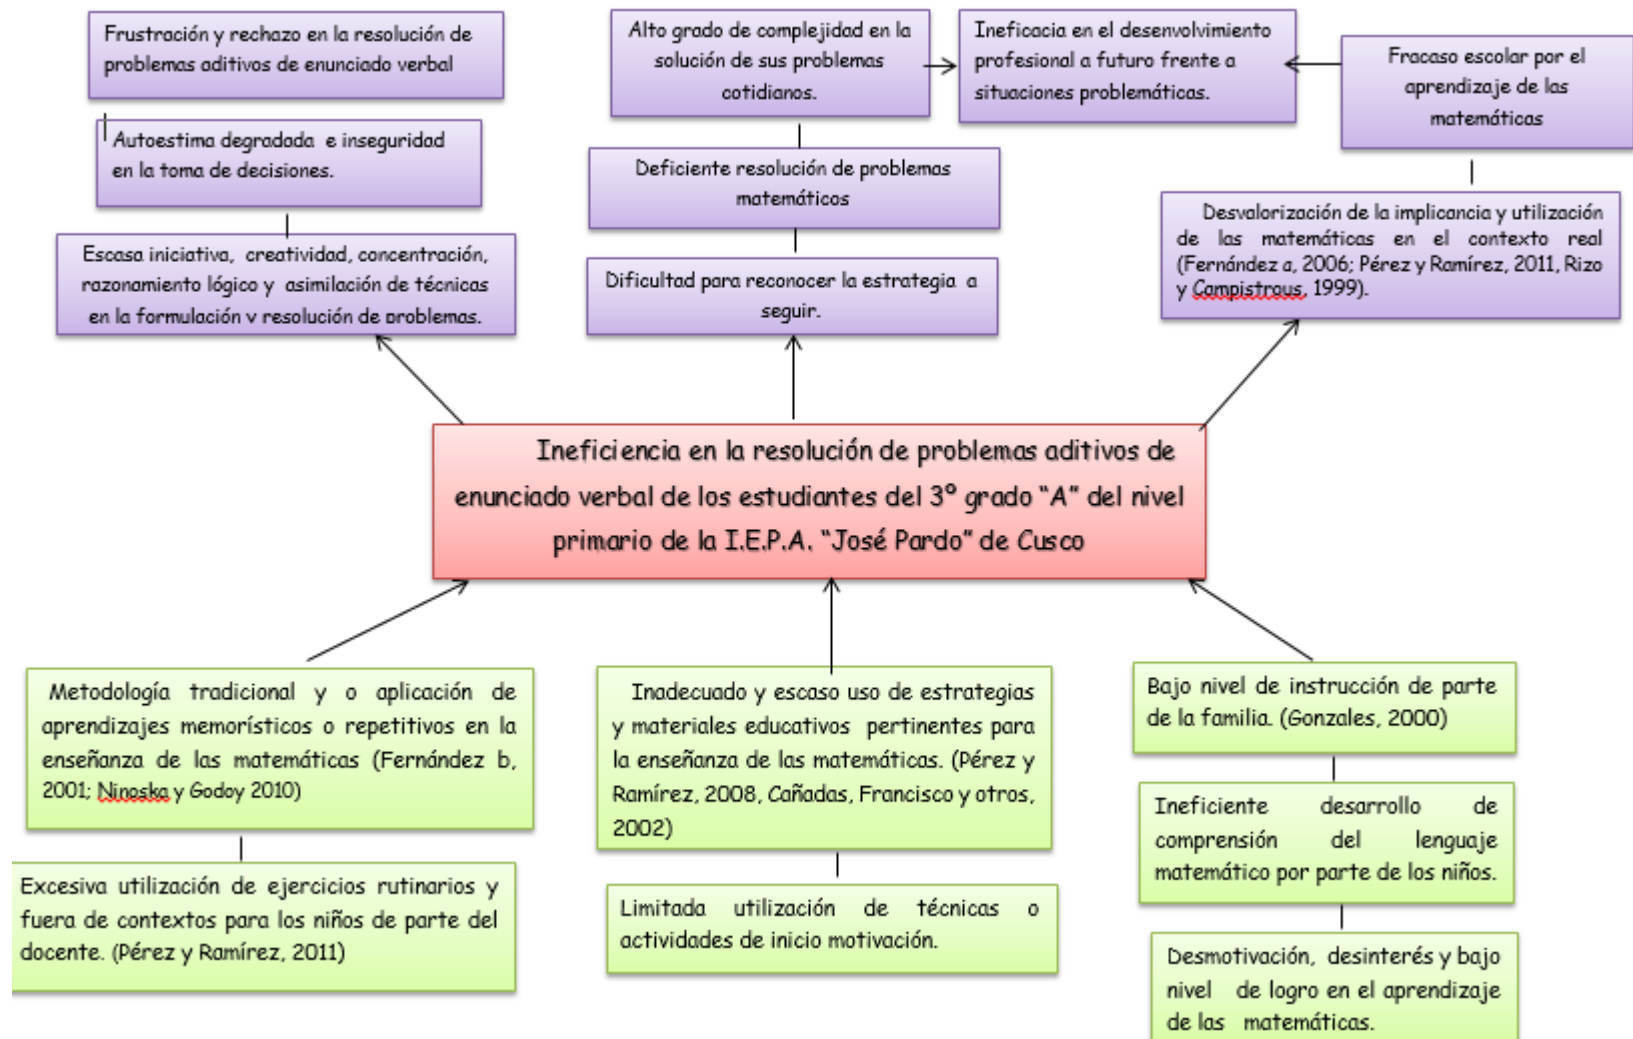 Frustración y rechazo en la resolución de
problemas aditivos de enunciado verbal
Autoestima degradada e inseguridad
en la toma de decisiones.
Escasa iniciativa, creatividad, concentración,
razonamiento lógico y asimilación de técnicas
en la formulación y resolución de problemas.
Alto grado de complejidad en la
solución de sus problemas
cotidianos.
Deficiente resolución de problemas
matemáticos
Dificultad para reconocer la estrategia a
seguir.
Ineficacia en el desenvolvimiento
profesional a futuro frente a
situaciones problemáticas.
Fracaso escolar por el
aprendizaje de las
matemáticas
Desvalorización de la implicancia y utilización
de las matemáticas en el contexto real
(Fernández a, 2006; Pérez y Ramírez, 2011, Rizo
y Campistraus, 1999).
Ineficiencia en la resolución de problemas aditivos de
enunciado verbal de los estudiantes del 3º grado “A” del nivel
primario de la I.E.P.A. “José Pardo” de Cusco
Metodología tradicional y o aplicación de
aprendizajes memorísticos o repetitivos en la
enseñanza de las matemáticas (Fernández b,
2001; Ninoska y Godoy 2010)
Excesiva utilización de ejercicios rutinarios y
fuera de contextos para los niños de parte del
docente. (Pérez y Ramírez, 2011)
Inadecuado y escaso uso de estrategias
y materiales educativos pertinentes para
la enseñanza de las matemáticas. (Pérez y
Ramírez, 2008, Cañadas, Francisco y otros,
2002)
Limitada utilización de técnicas o
actividades de inicio motivación.
Bajo nivel de instrucción de parte
de la familia. (Gonzales, 2000)
Ineficiente desarrollo de
comprensión del lenguaje
matemático por parte de los niños.
Desmotivación, desinterés y bajo
nivel de logro en el aprendizaje
de las matemáticas.